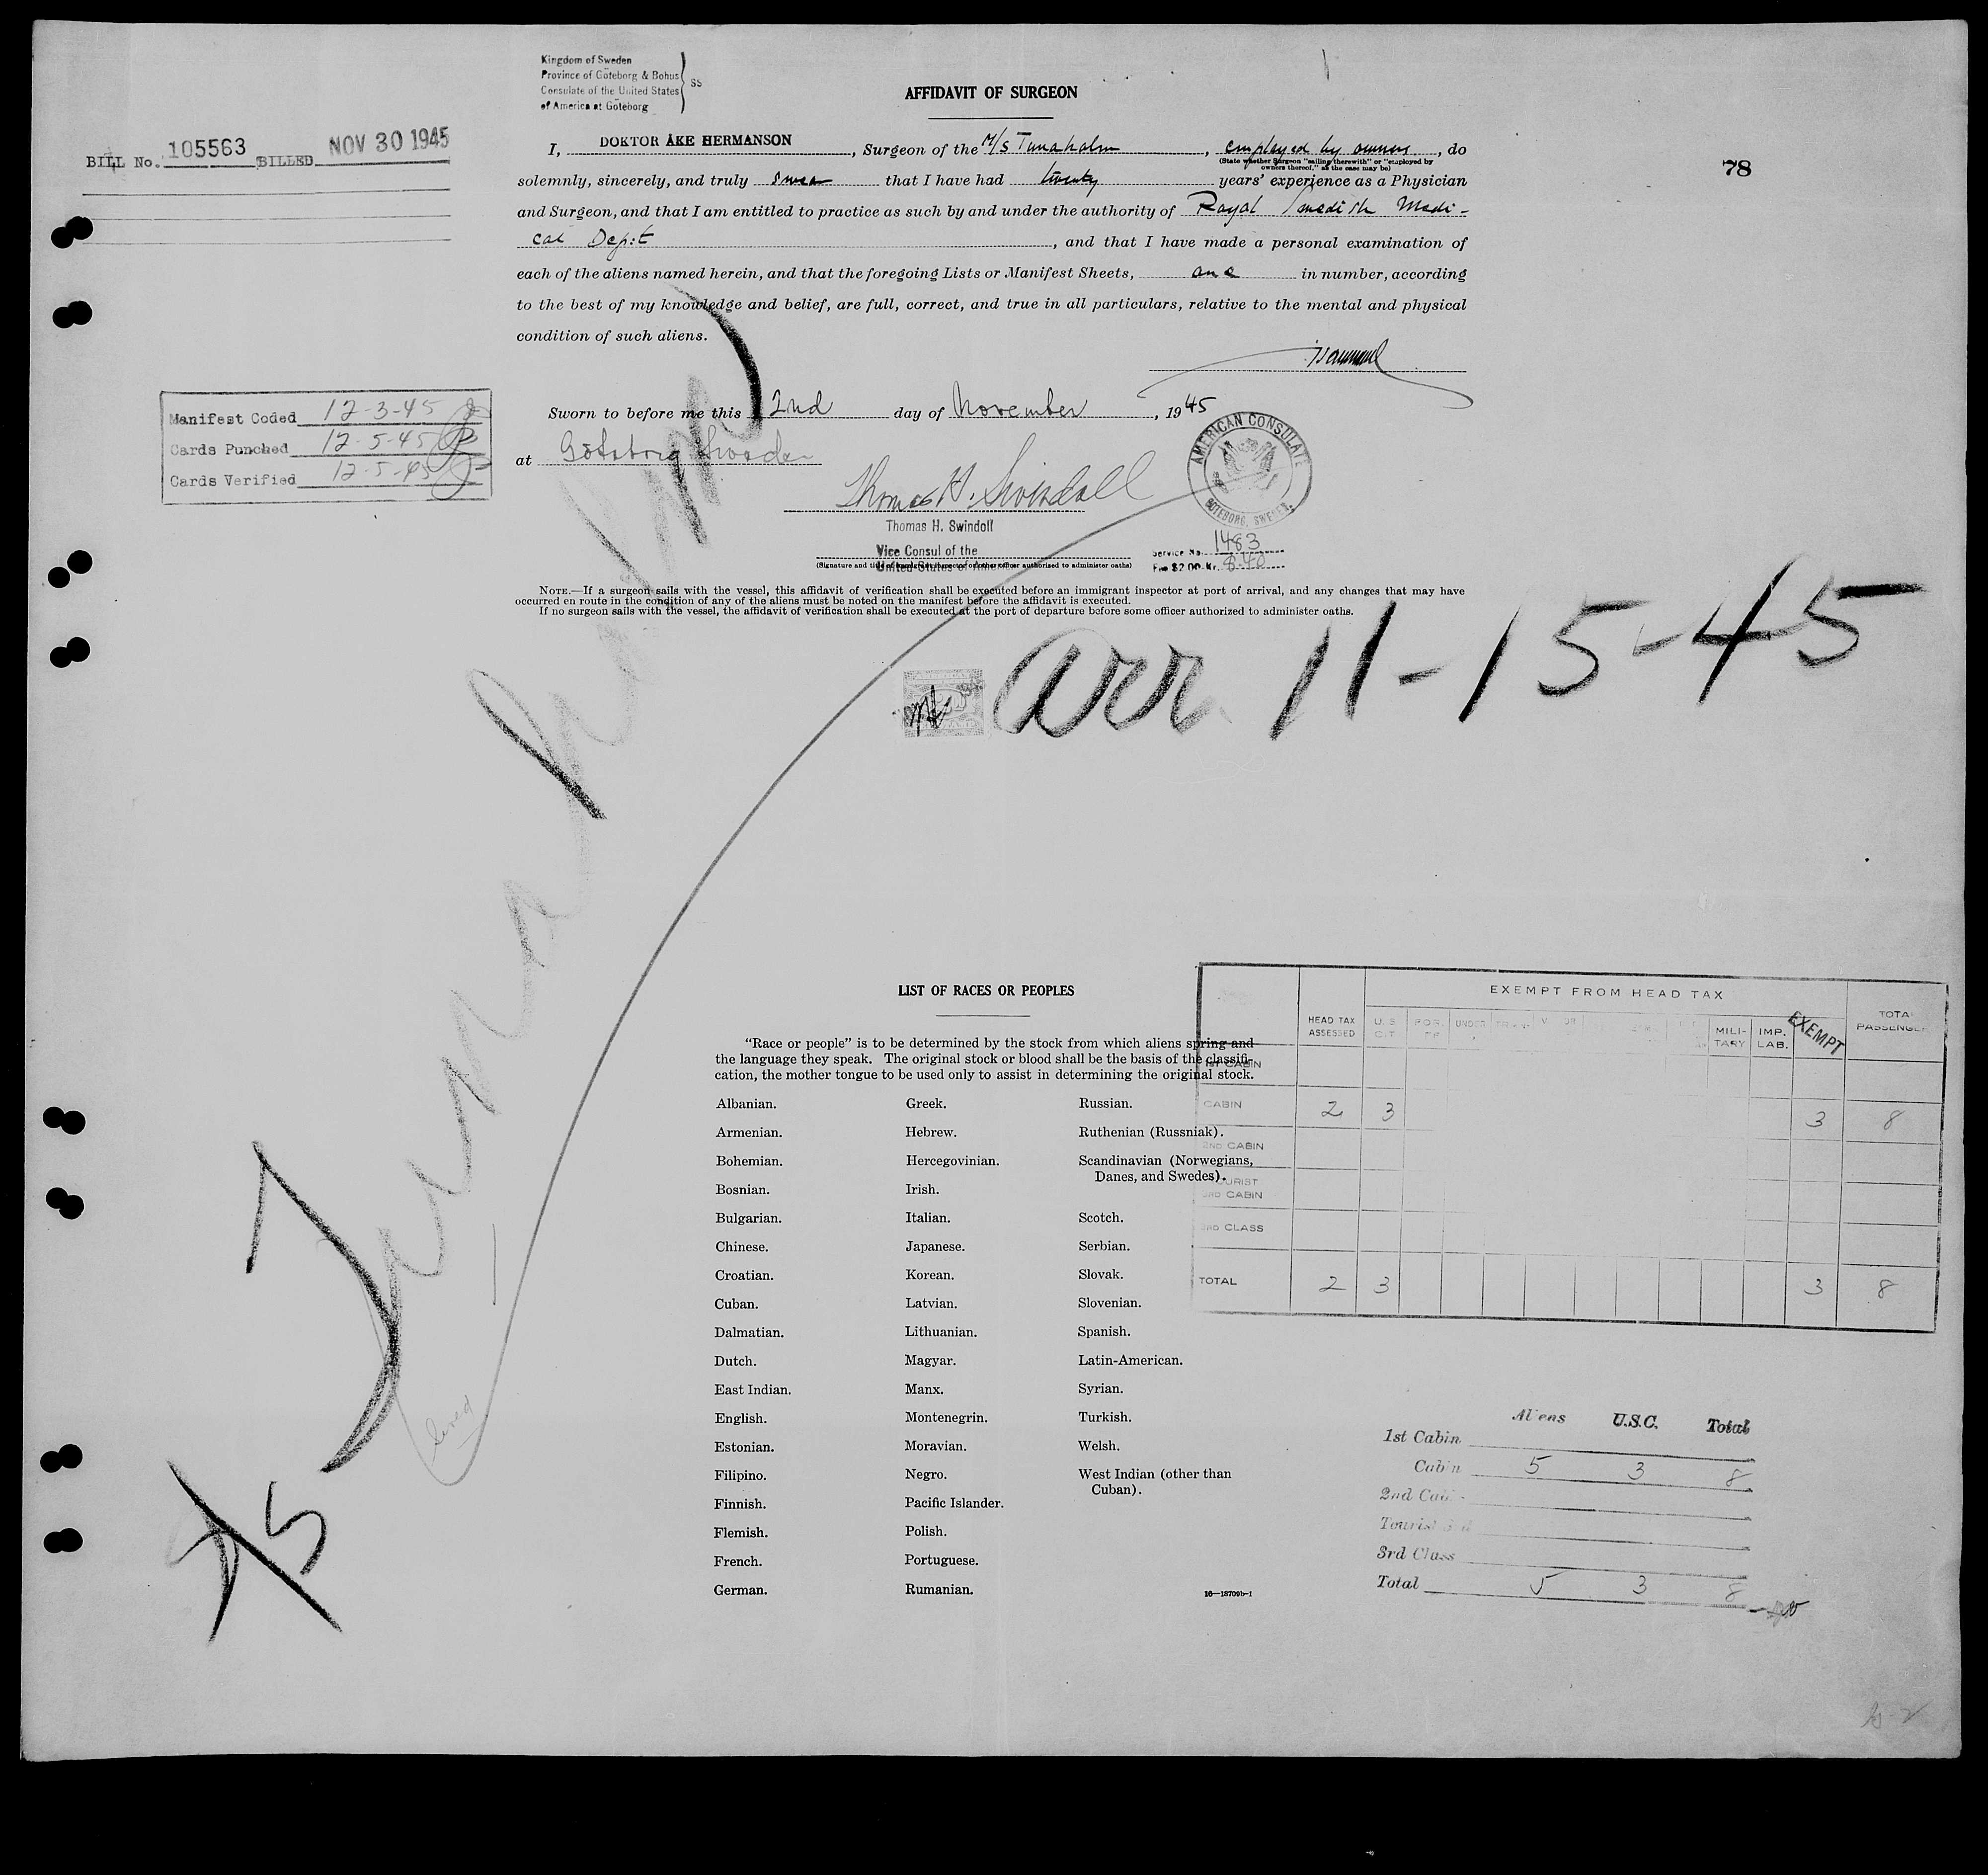 Kingdom of Sweden
Province of Göteborg & Bohus
Consulate of the United States
of America at Göteborg
SS
AFFIDAVIT OF SURGEON
BILL No. 105563 BILLED NOV 30 1945
78
I, DOKTOR ÅKE HERMANSON, Surgeon of the M/S Tunaholm, employed by owners, do
(State whether Surgeon "sailing therewith" or "employed by
owners thereof," as the case may be)
solemnly, sincerely, and truly swear that I have had twenty years' experience as a Physician
and Surgeon, and that I am entitled to practice as such by and under the authority of Royal Swedish Medi-
cal Dep:t, and that I have made a personal examination of
each of the aliens named herein, and that the foregoing Lists or Manifest Sheets, one in number, according
to the best of my knowledge and belief, are full, correct, and true in all particulars, relative to the mental and physical
condition of such aliens.
Manifest Coded 12-3-45
Cards Punched 12-5-45
Cards Verified 12-5-45
Sworn to before me this 2nd day of November, 1945
at Göteborg Sweden
AMERICAN CONSULATE
GOTEBORG, SWEDEN
Thomas H. Swindoll
Thomas H. Swindoll
Vice Consul of the
United States of America
(Signature and title of immigrant inspector or other officer authorized to administer oaths)
Service No. 1483
Fee $2.00 Kr. 8.40
NOTE.—If a surgeon sails with the vessel, this affidavit of verification shall be executed before an immigrant inspector at port of arrival, and any changes that may have
occurred en route in the condition of any of the aliens must be noted on the manifest before the affidavit is executed.
If no surgeon sails with the vessel, the affidavit of verification shall be executed at the port of departure before some officer authorized to administer oaths.
arr 11-15-45
Tunaholm
LIST OF RACES OR PEOPLES
"Race or people" is to be determined by the stock from which aliens spring and
the language they speak. The original stock or blood shall be the basis of the classifi-
cation, the mother tongue to be used only to assist in determining the original stock.
Albanian. Greek. Russian.
Armenian. Hebrew. Ruthenian (Russniak).
Bohemian. Hercegovinian. Scandinavian (Norwegians,
Danes, and Swedes).
Bosnian. Irish.
Bulgarian. Italian. Scotch.
Chinese. Japanese. Serbian.
Croatian. Korean. Slovak.
Cuban. Latvian. Slovenian.
Dalmatian. Lithuanian. Spanish.
Dutch. Magyar. Latin-American.
East Indian. Manx. Syrian.
English. Montenegrin. Turkish.
Estonian. Moravian. Welsh.
Filipino. Negro. West Indian (other than
Cuban).
Finnish. Pacific Islander.
Flemish. Polish.
French. Portuguese.
German. Rumanian.
16—18709b-1
EXEMPT FROM HEAD TAX
HEAD TAX
ASSESSED
U.S.
CIT
UNDER
MILI-
TARY
IMP.
LAB.
EXEMPT
TOTAL
PASSENGER
1ST CABIN
CABIN 2 3 3 8
2ND CABIN
TOURIST
3RD CABIN
3RD CLASS
TOTAL 2 3 3 8
Aliens U.S.C. Total
1st Cabin
Cabin 5 3 8
2nd Cabin
Tourist 3rd
3rd Class
Total 5 3 8